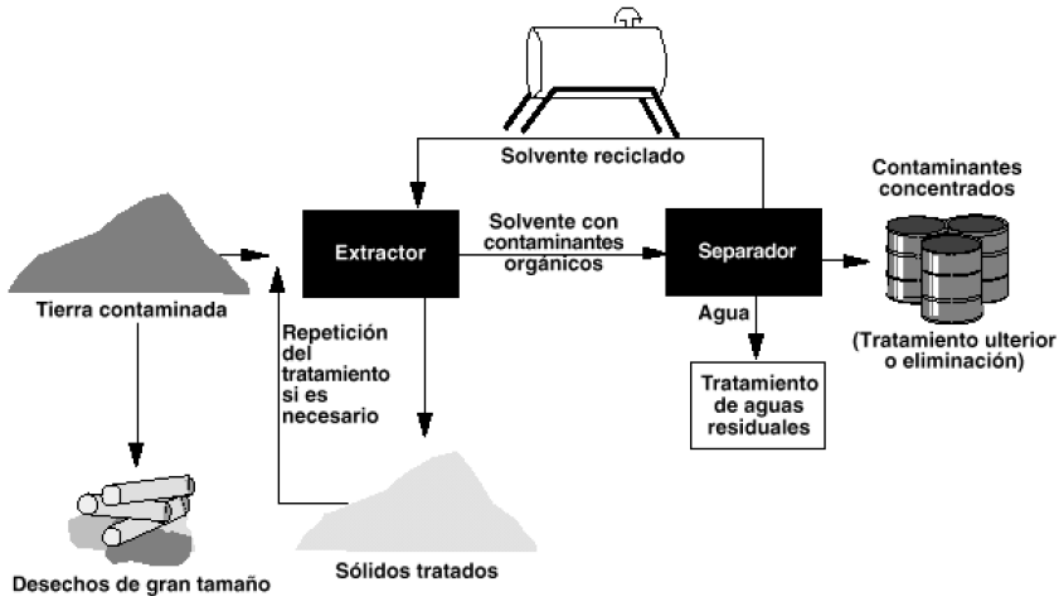 Solvente reciclado
Contaminantes
concentrados
Extractor
Solvente con
contaminantes
orgánicos
Separador
Tierra contaminada
Repetición
del
tratamiento
si es
necesario
Agua
(Tratamiento ulterior
o eliminación)
Tratamiento
de aguas
residuales
Desechos de gran tamaño
Sólidos tratados